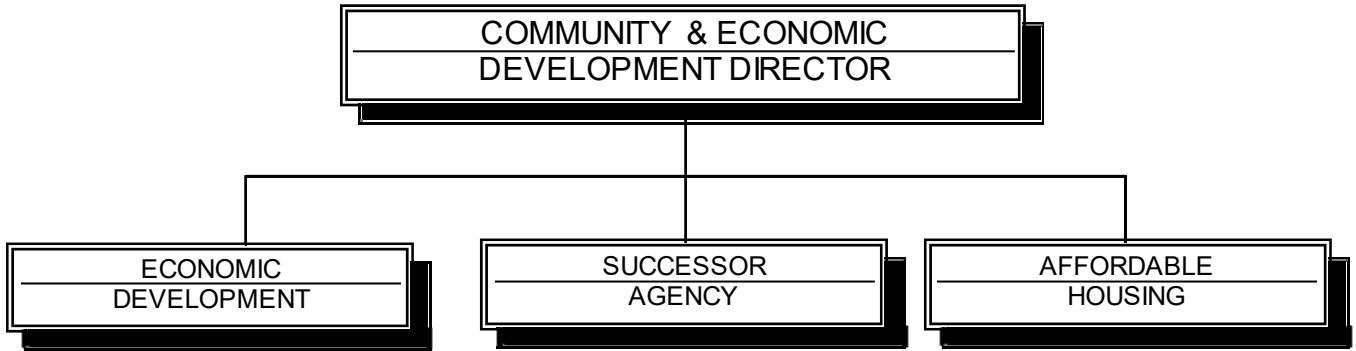 COMMUNITY & ECONOMIC
DEVELOPMENT DIRECTOR
ECONOMIC
DEVELOPMENT
SUCCESSOR
AGENCY
AFFORDABLE
HOUSING